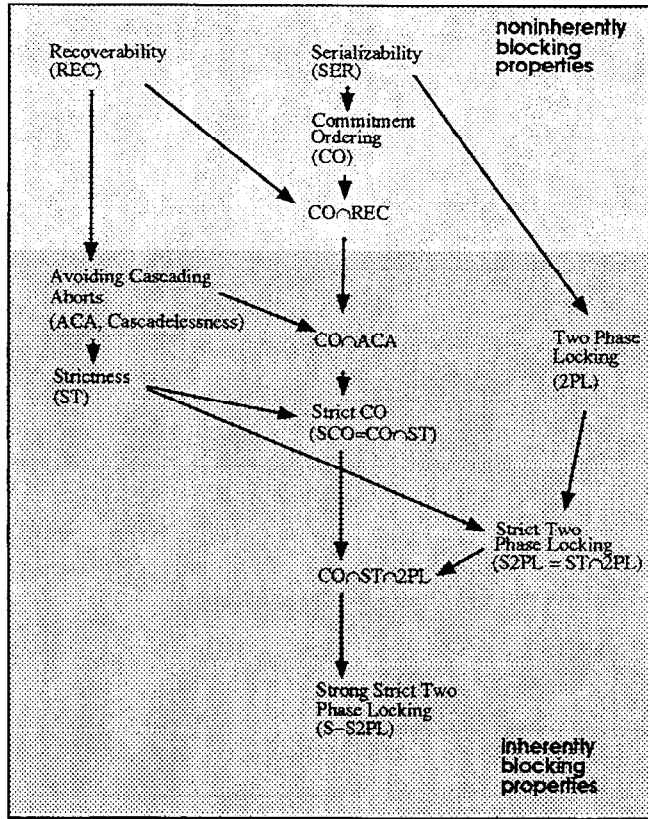 noninherently
blocking
properties
Recoverability
(REC)
Serializability
(SER)
Commitment
Ordering
(CO)
CO∩REC
Avoiding Cascading
Aborts
(ACA, Cascadelessness)
CO∩ACA
Two Phase
Locking
(2PL)
Strictness
(ST)
Strict CO
(SCO=CO∩ST)
Strict Two
Phase Locking
(S2PL = ST∩2PL)
CO∩ST∩2PL
Strong Strict Two
Phase Locking
(S-S2PL)
inherently
blocking
properties